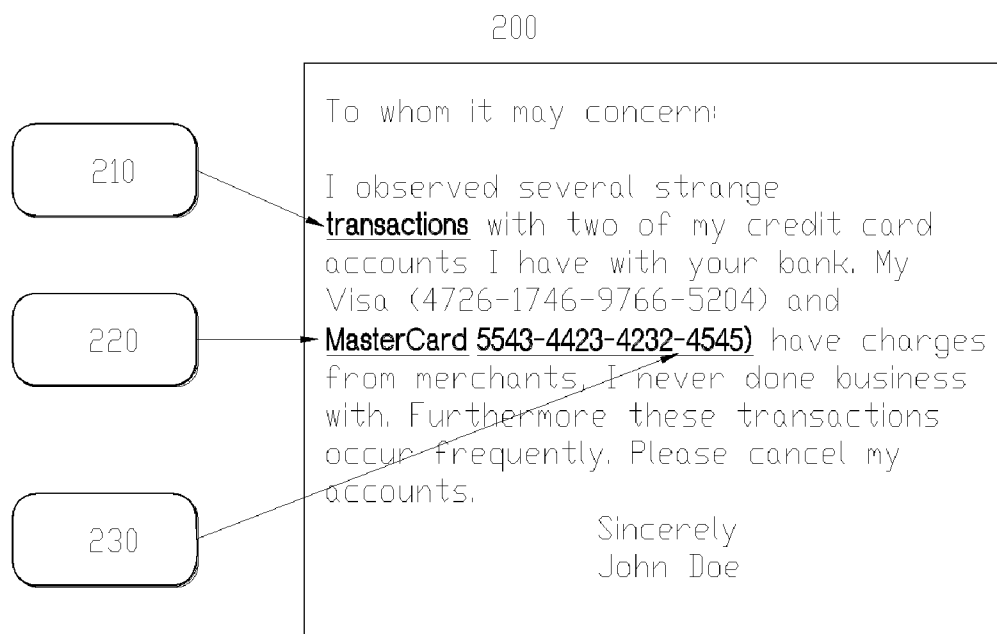 200
To whom it may concern:
210
I observed several strange
transactions with two of my credit card
accounts I have with your bank. My
Visa (4726-1746-9766-5204) and
220
MasterCard 5543-4423-4232-4545) have charges
from merchants, I never done business
with. Furthermore these transactions
occur frequently. Please cancel my
accounts.
230
Sincerely
John Doe